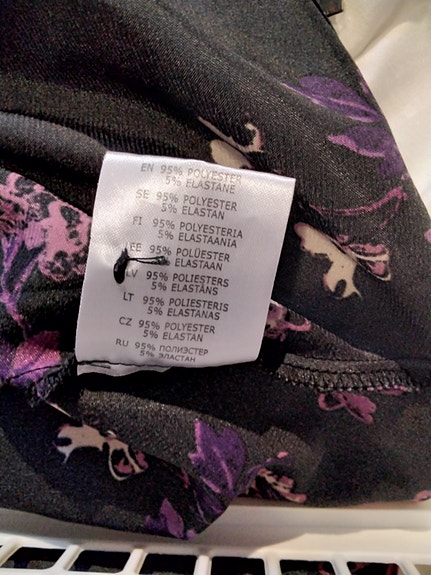 EN 95% POLYESTER
5% ELASTANE
SE 95% POLYESTER
5% ELASTAN
FI 95% POLYESTERIA
5% ELASTAANIA
EE 95% POLÜESTER
5% ELASTAAN
LV 95% POLIESTERS
5% ELASTĀNS
LT 95% POLIESTERIS
5% ELASTANAS
CZ 95% POLYESTER
5% ELASTAN
RU 95% ПОЛИЭСТЕР
5% ЭЛАСТАН